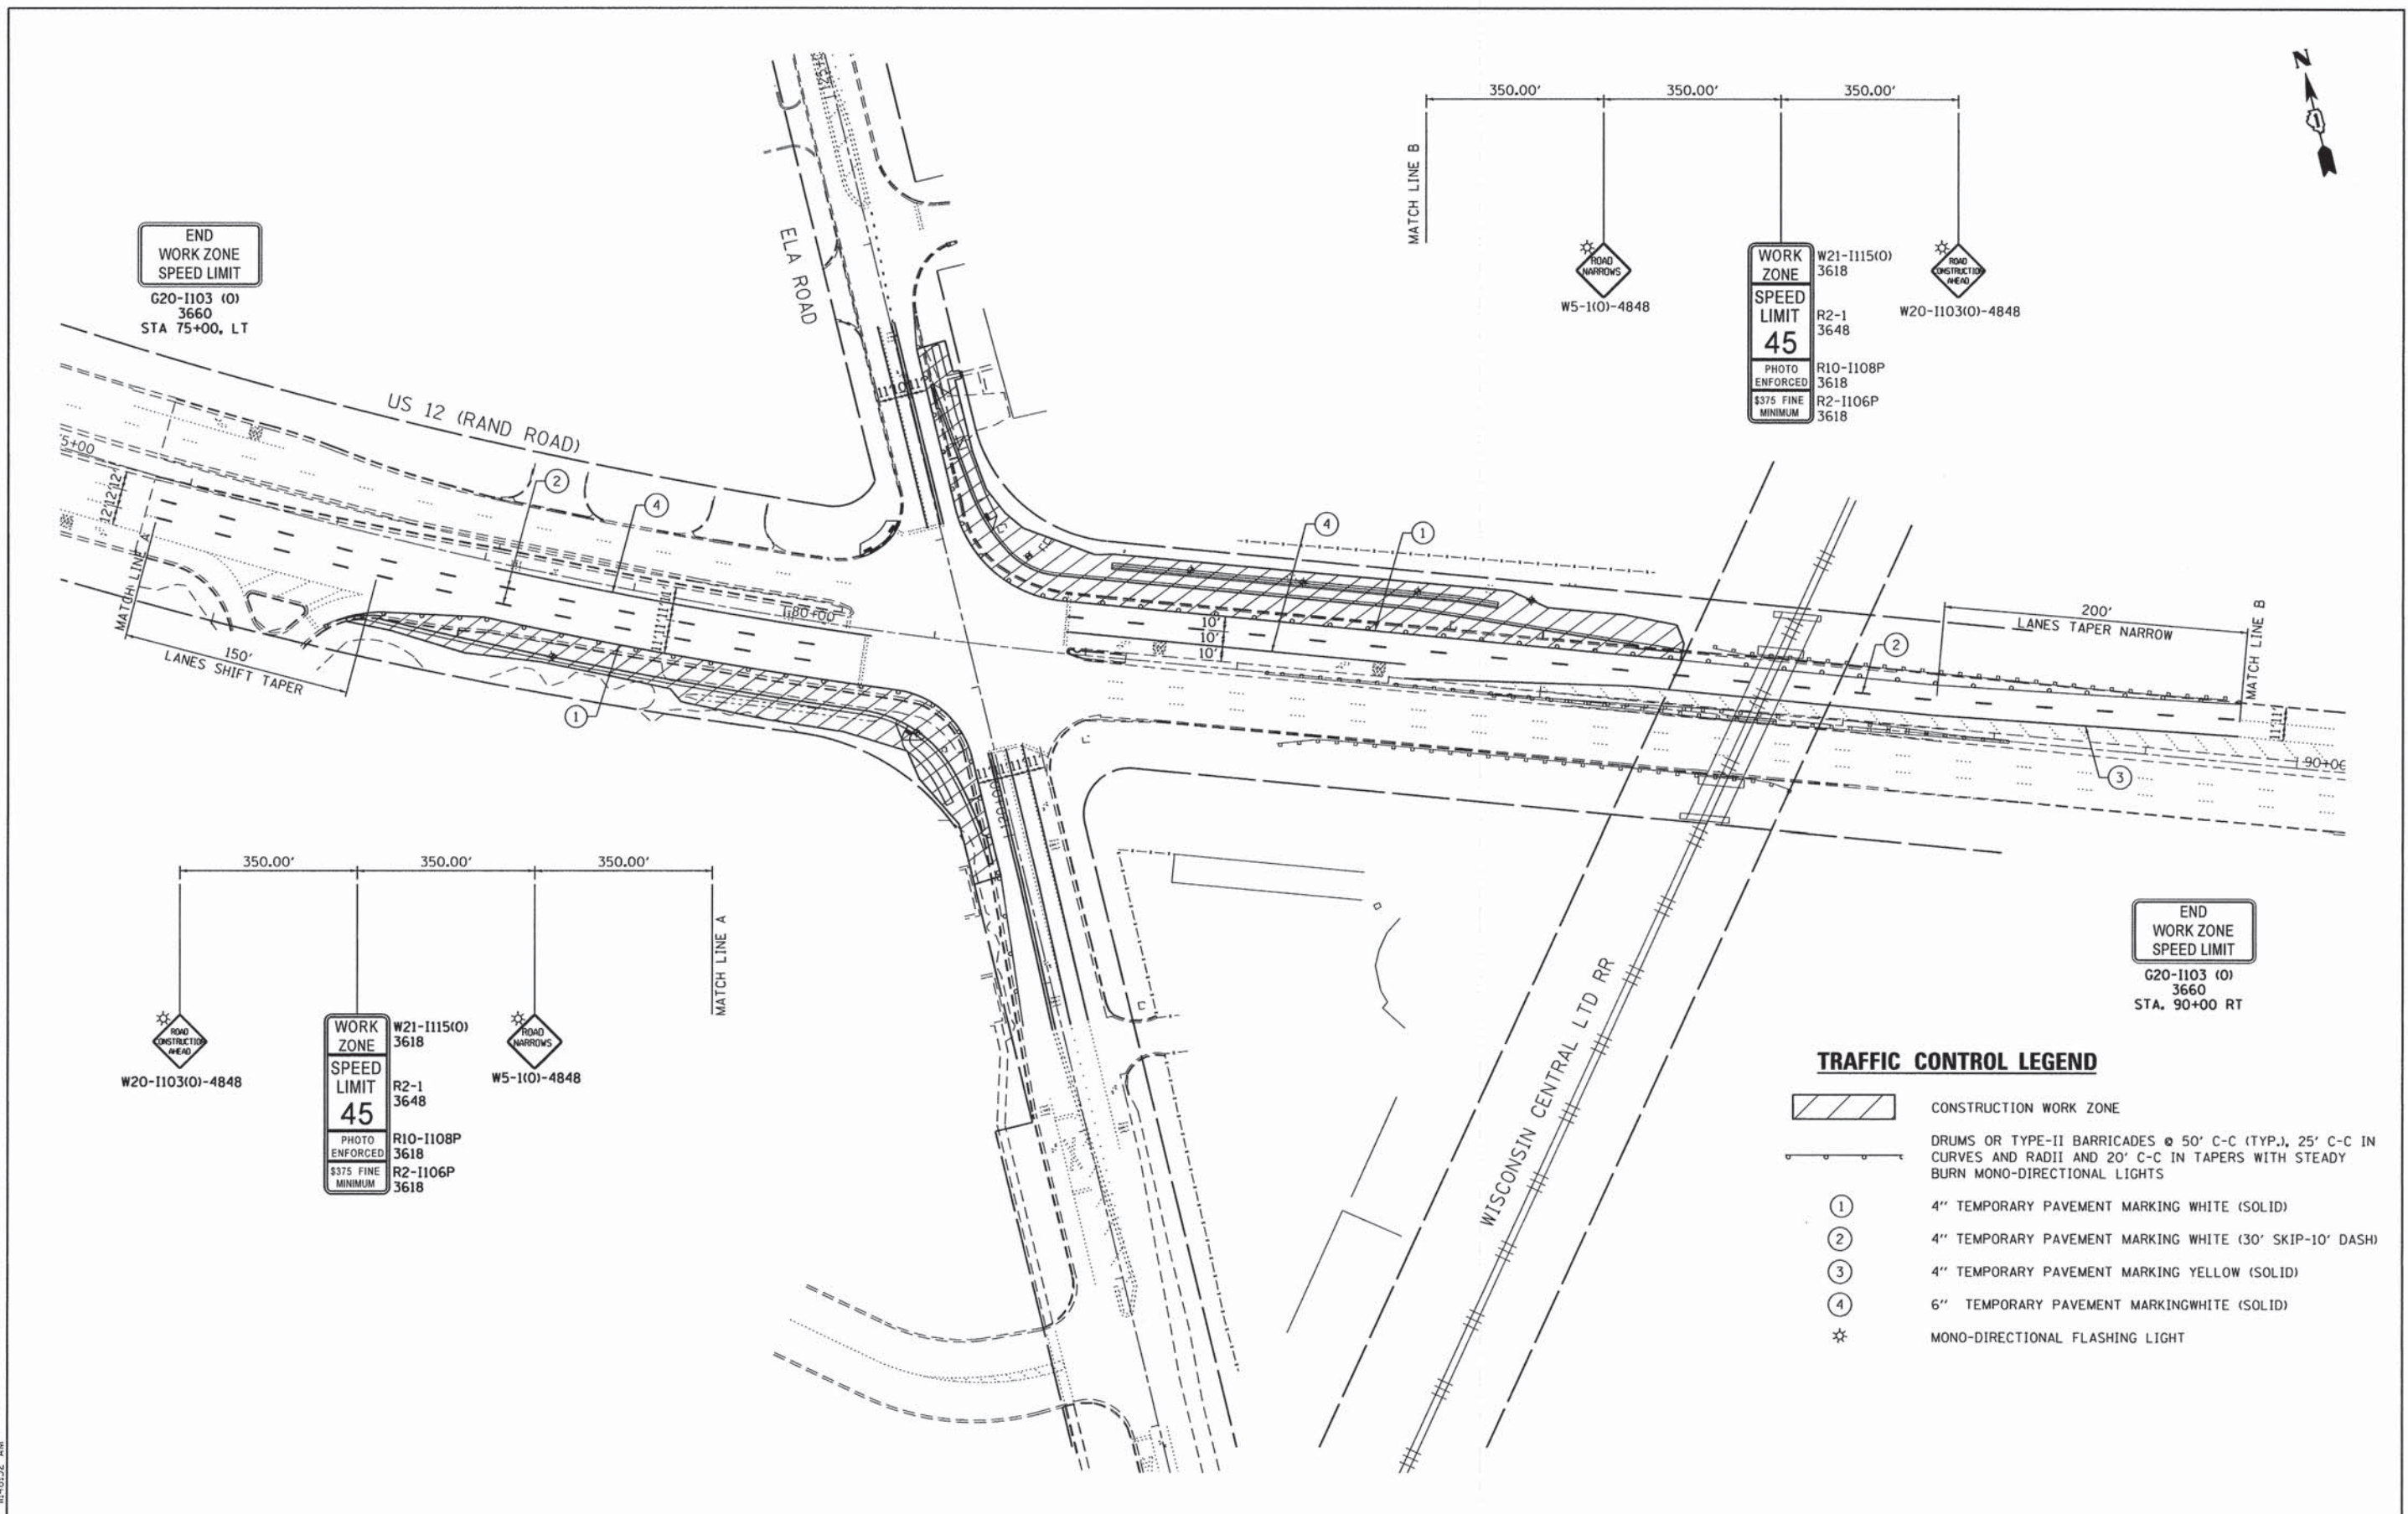 N
350.00'
350.00'
350.00'
MATCH LINE B
ROAD
NARROWS
W5-1(O)-4848
WORK
ZONE
W21-I115(O)
3618
SPEED
LIMIT
45
R2-1
3648
PHOTO
ENFORCED
R10-I108P
3618
$375 FINE
MINIMUM
R2-I106P
3618
ROAD
CONSTRUCTION
AHEAD
W20-I103(O)-4848
END
WORK ZONE
SPEED LIMIT
G20-I103 (O)
3660
STA 75+00, LT
ELA ROAD
US 12 (RAND ROAD)
5+00
12'12'12'
MATCH LINE A
150'
LANES SHIFT TAPER
2
4
1
11'11'11'
80+00
4
1
10'
10'
10'
2
200'
LANES TAPER NARROW
MATCH LINE B
11'11'
3
90+00
350.00'
350.00'
350.00'
MATCH LINE A
ROAD
CONSTRUCTION
AHEAD
W20-I103(O)-4848
WORK
ZONE
W21-I115(O)
3618
SPEED
LIMIT
45
R2-1
3648
PHOTO
ENFORCED
R10-I108P
3618
$375 FINE
MINIMUM
R2-I106P
3618
ROAD
NARROWS
W5-1(O)-4848
WISCONSIN CENTRAL LTD RR
END
WORK ZONE
SPEED LIMIT
G20-I103 (O)
3660
STA. 90+00 RT
TRAFFIC CONTROL LEGEND
CONSTRUCTION WORK ZONE
DRUMS OR TYPE-II BARRICADES @ 50' C-C (TYP.), 25' C-C IN
CURVES AND RADII AND 20' C-C IN TAPERS WITH STEADY
BURN MONO-DIRECTIONAL LIGHTS
1 4" TEMPORARY PAVEMENT MARKING WHITE (SOLID)
2 4" TEMPORARY PAVEMENT MARKING WHITE (30' SKIP-10' DASH)
3 4" TEMPORARY PAVEMENT MARKING YELLOW (SOLID)
4 6" TEMPORARY PAVEMENT MARKINGWHITE (SOLID)
MONO-DIRECTIONAL FLASHING LIGHT